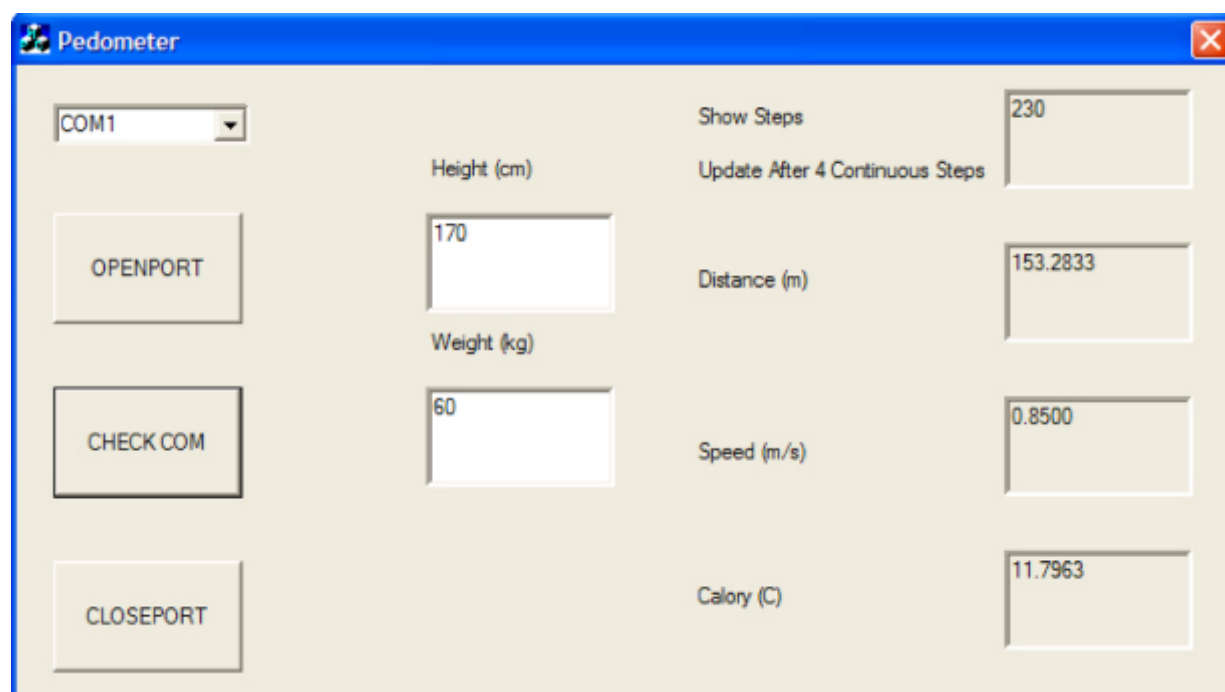 Pedometer
COM1
OPENPORT
CHECK COM
CLOSEPORT
Height (cm)
170
Weight (kg)
60
Show Steps
230
Update After 4 Continuous Steps
Distance (m)
153.2833
Speed (m/s)
0.8500
Calory (C)
11.7963